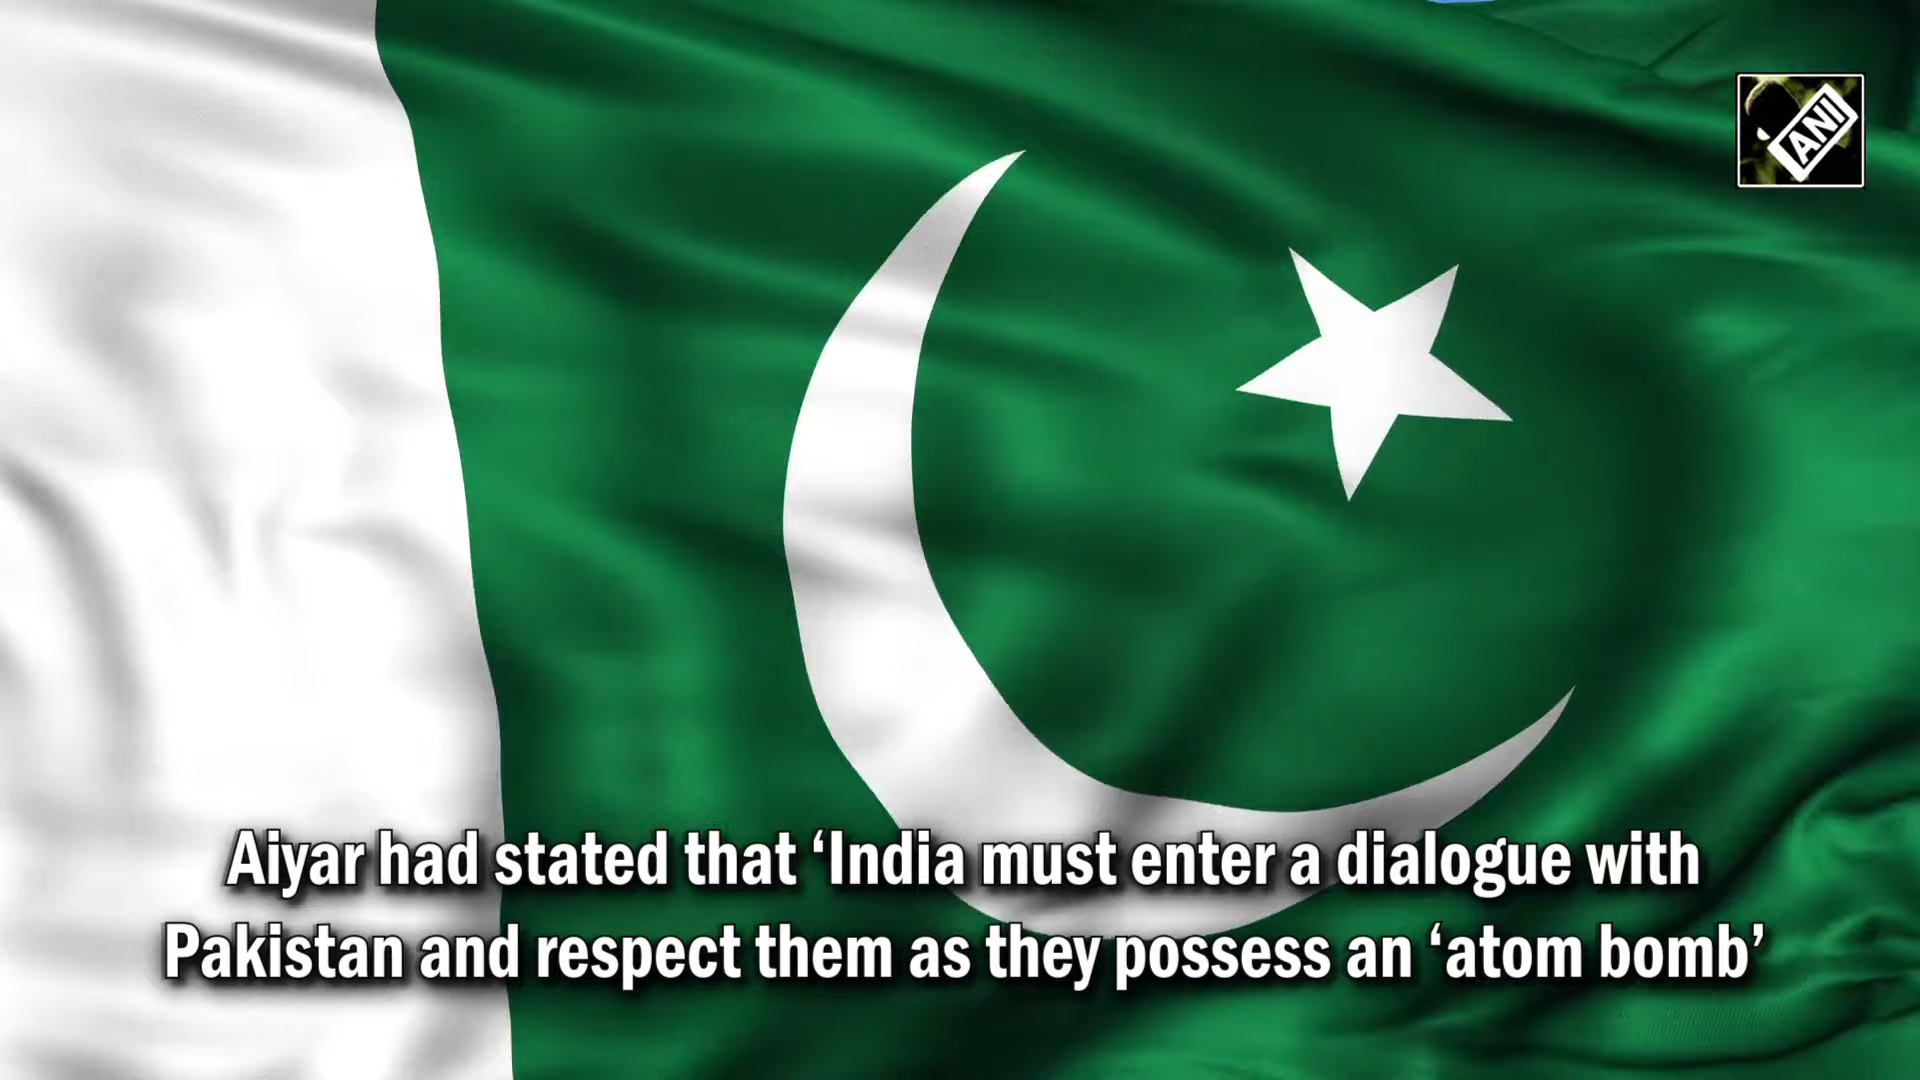 ANI
Aiyar had stated that ‘India must enter a dialogue with
Pakistan and respect them as they possess an ‘atom bomb’